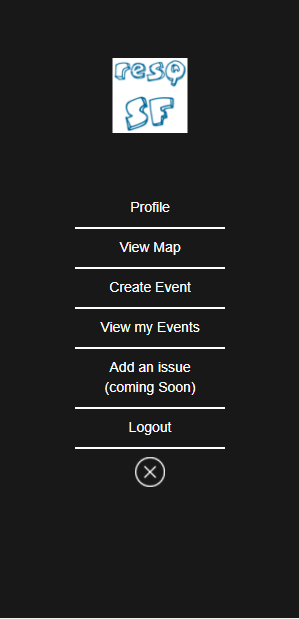 resQ
SF
Profile
View Map
Create Event
View my Events
Add an issue
(coming Soon)
Logout